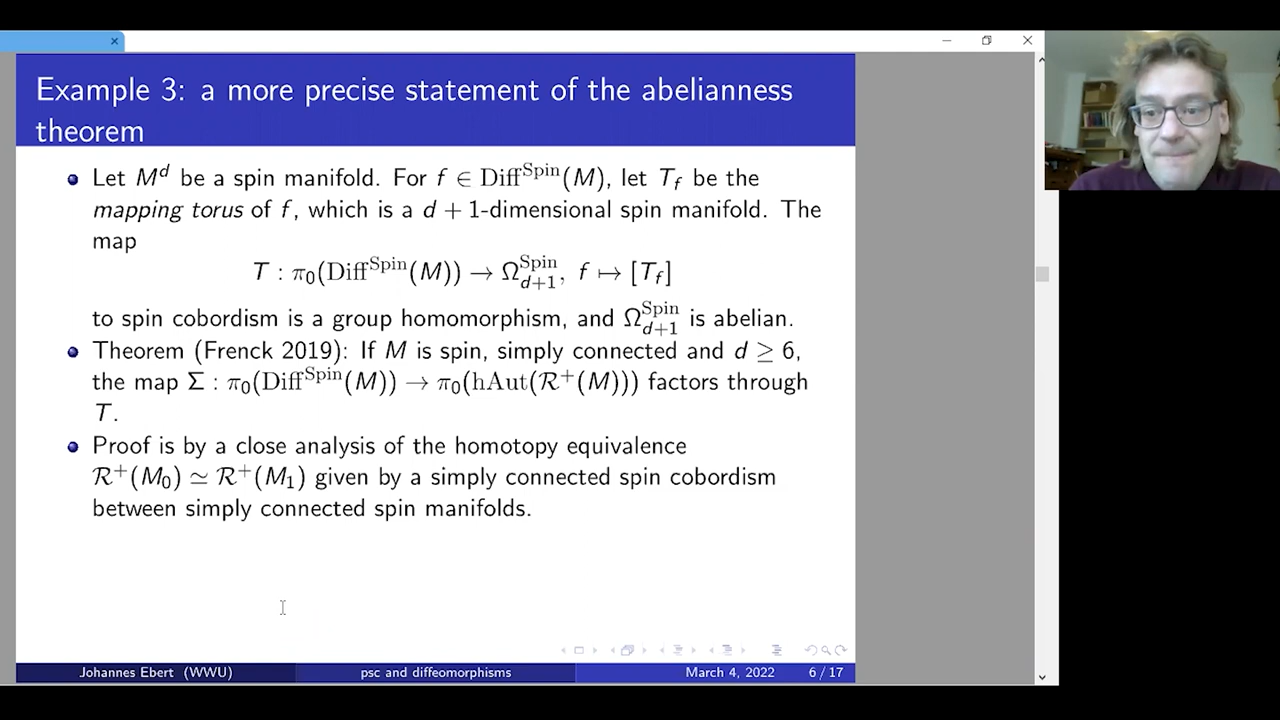 Example 3: a more precise statement of the abelianness
theorem
Let M^d be a spin manifold. For f ∈ Diff^Spin(M), let T_f be the
mapping torus of f, which is a d + 1-dimensional spin manifold. The
map
T : π_0(Diff^Spin(M)) → Ω^Spin_{d+1}, f ↦ [T_f]
to spin cobordism is a group homomorphism, and Ω^Spin_{d+1} is abelian.
Theorem (Frenck 2019): If M is spin, simply connected and d ≥ 6,
the map Σ : π_0(Diff^Spin(M)) → π_0(hAut(R^+(M))) factors through
T.
Proof is by a close analysis of the homotopy equivalence
R^+(M_0) ≃ R^+(M_1) given by a simply connected spin cobordism
between simply connected spin manifolds.
Johannes Ebert (WWU) psc and diffeomorphisms March 4, 2022 6 / 17